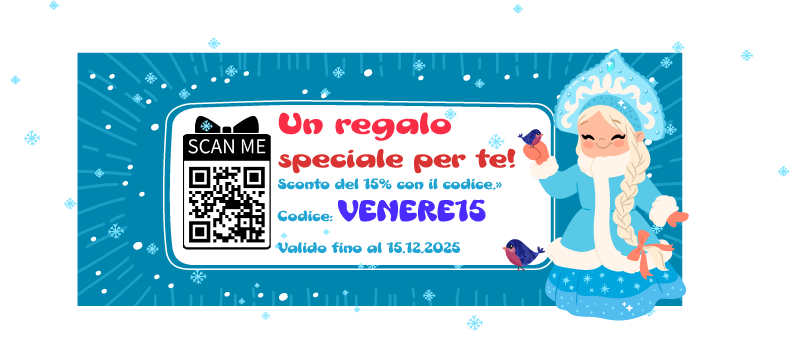 SCAN ME
Un regalo
speciale per te!
Sconto del 15% con il codice,»
Codice: VENERE15
Valido fino al 15.12.2025